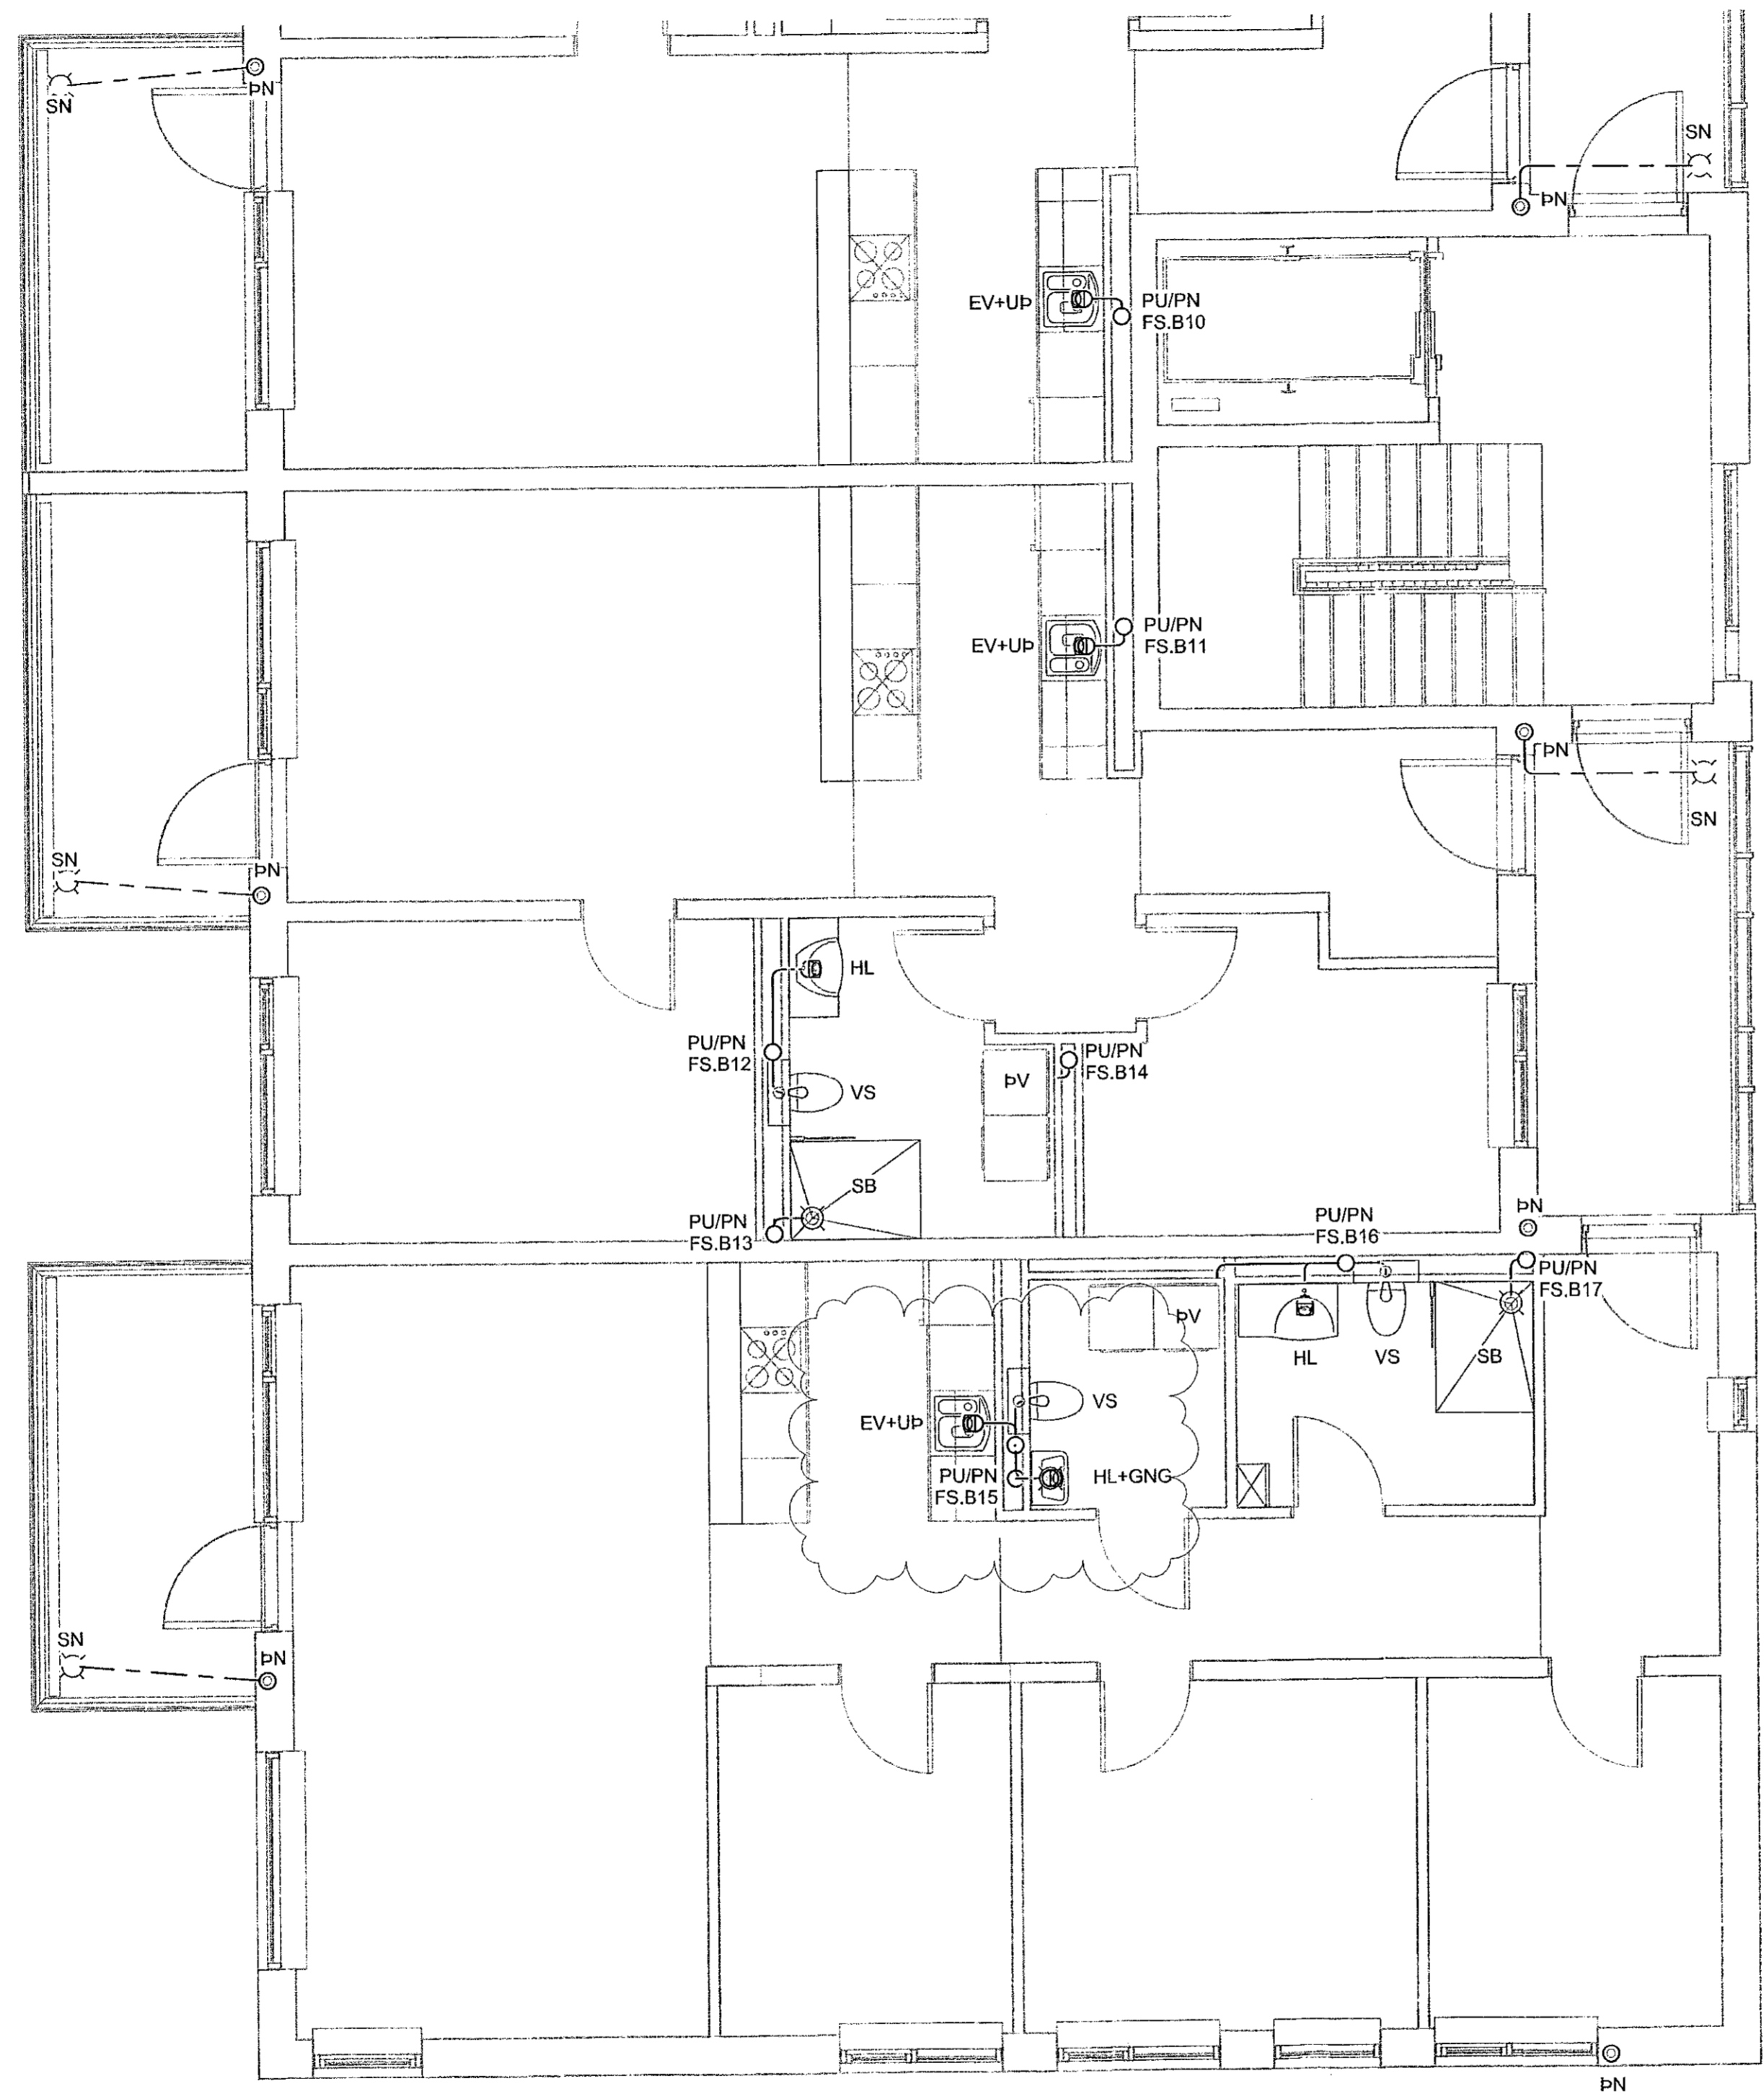 ÞN
SN
SN
ÞN
EV+UÞ
PU/PN
FS.B10
EV+UÞ
PU/PN
FS.B11
ÞN
SN
SN
ÞN
HL
PU/PN
FS.B12
VS
ÞV
PU/PN
FS.B14
SB
PU/PN
FS.B13
PU/PN
FS.B16
ÞN
PU/PN
FS.B17
ÞV
HL
VS
SB
VS
EV+UÞ
PU/PN
FS.B15
HL+GNG
SN
ÞN
ÞN